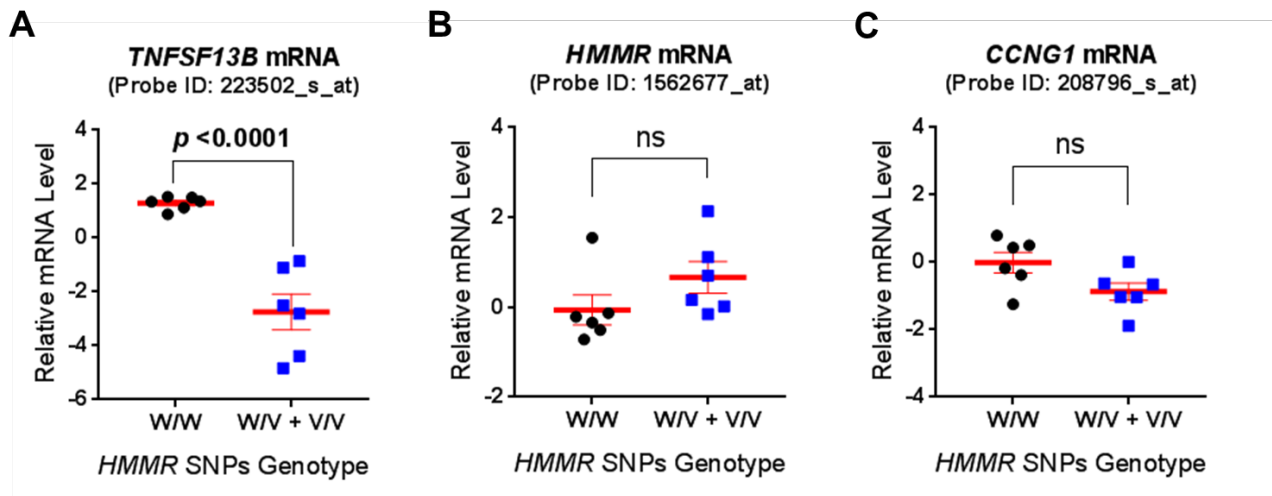 A
TNFSF13B mRNA
(Probe ID: 223502_s_at)
p <0.0001
Relative mRNA Level
4
2
0
-2
-4
-6
W/W
W/V + V/V
HMMR SNPs Genotype
B
HMMR mRNA
(Probe ID: 1562677_at)
ns
Relative mRNA Level
4
2
0
-2
W/W
W/V + V/V
HMMR SNPs Genotype
C
CCNG1 mRNA
(Probe ID: 208796_s_at)
ns
Relative mRNA Level
4
2
0
-2
-4
W/W
W/V + V/V
HMMR SNPs Genotype